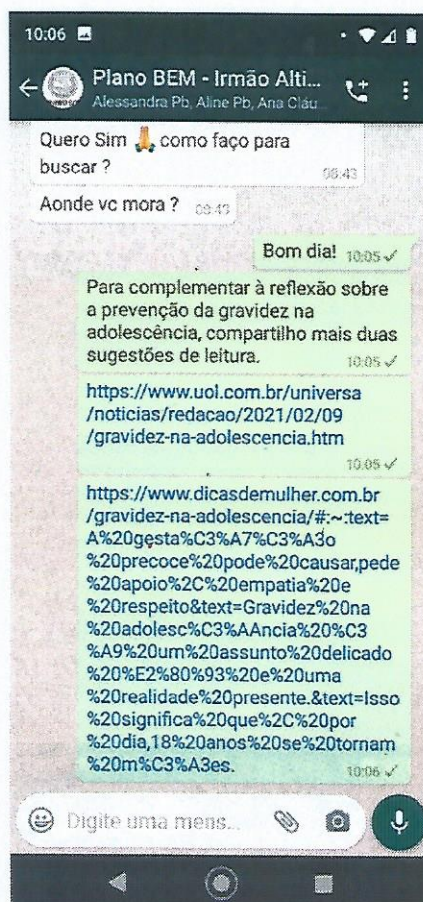 10:06
Plano BEM - Irmão Alti...
Alessandra Pb, Aline Pb, Ana Cláu...
Quero Sim 🙏 como faço para
buscar ?
08:43
Aonde vc mora ? 08:43
Bom dia! 10:05
Para complementar à reflexão sobre
a prevenção da gravidez na
adolescência, compartilho mais duas
sugestões de leitura.
10:05
https://www.uol.com.br/universa
/noticias/redacao/2021/02/09
/gravidez-na-adolescencia.htm
10:05
https://www.dicasdemulher.com.br
/gravidez-na-adolescencia/#:~:text=
A%20gesta%C3%A7%C3%A3o
%20precoce%20pode%20causar,pede
%20apoio%2C%20empatia%20e
%20respeito&text=Gravidez%20na
%20adolesc%C3%AAncia%20%C3
%A9%20um%20assunto%20delicado
%20%E2%80%93%20e%20uma
%20realidade%20presente.&text=Isso
%20significa%20que%2C%20por
%20dia,18%20anos%20se%20tornam
%20m%C3%A3es.
10:06
Digite uma mens...